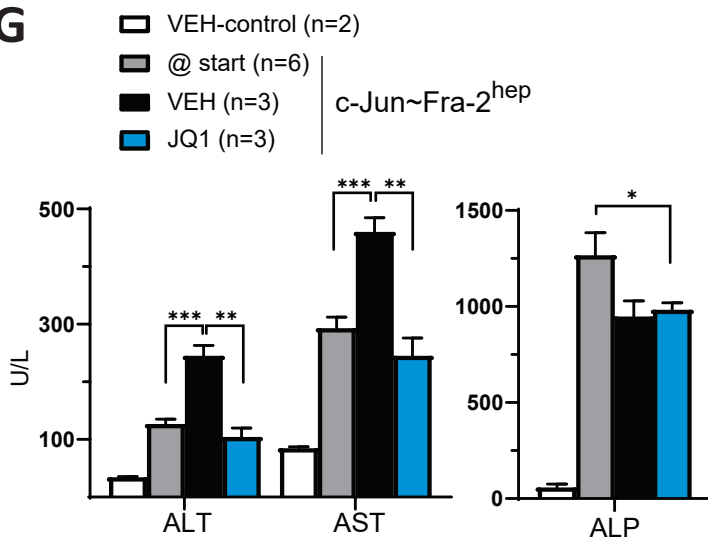 G
VEH-control (n=2)
@ start (n=6)
VEH (n=3)
JQ1 (n=3)
c-Jun~Fra-2hep
*** **
*** **
*
U/L
500
300
100
ALT AST
1500
1000
500
0
ALP